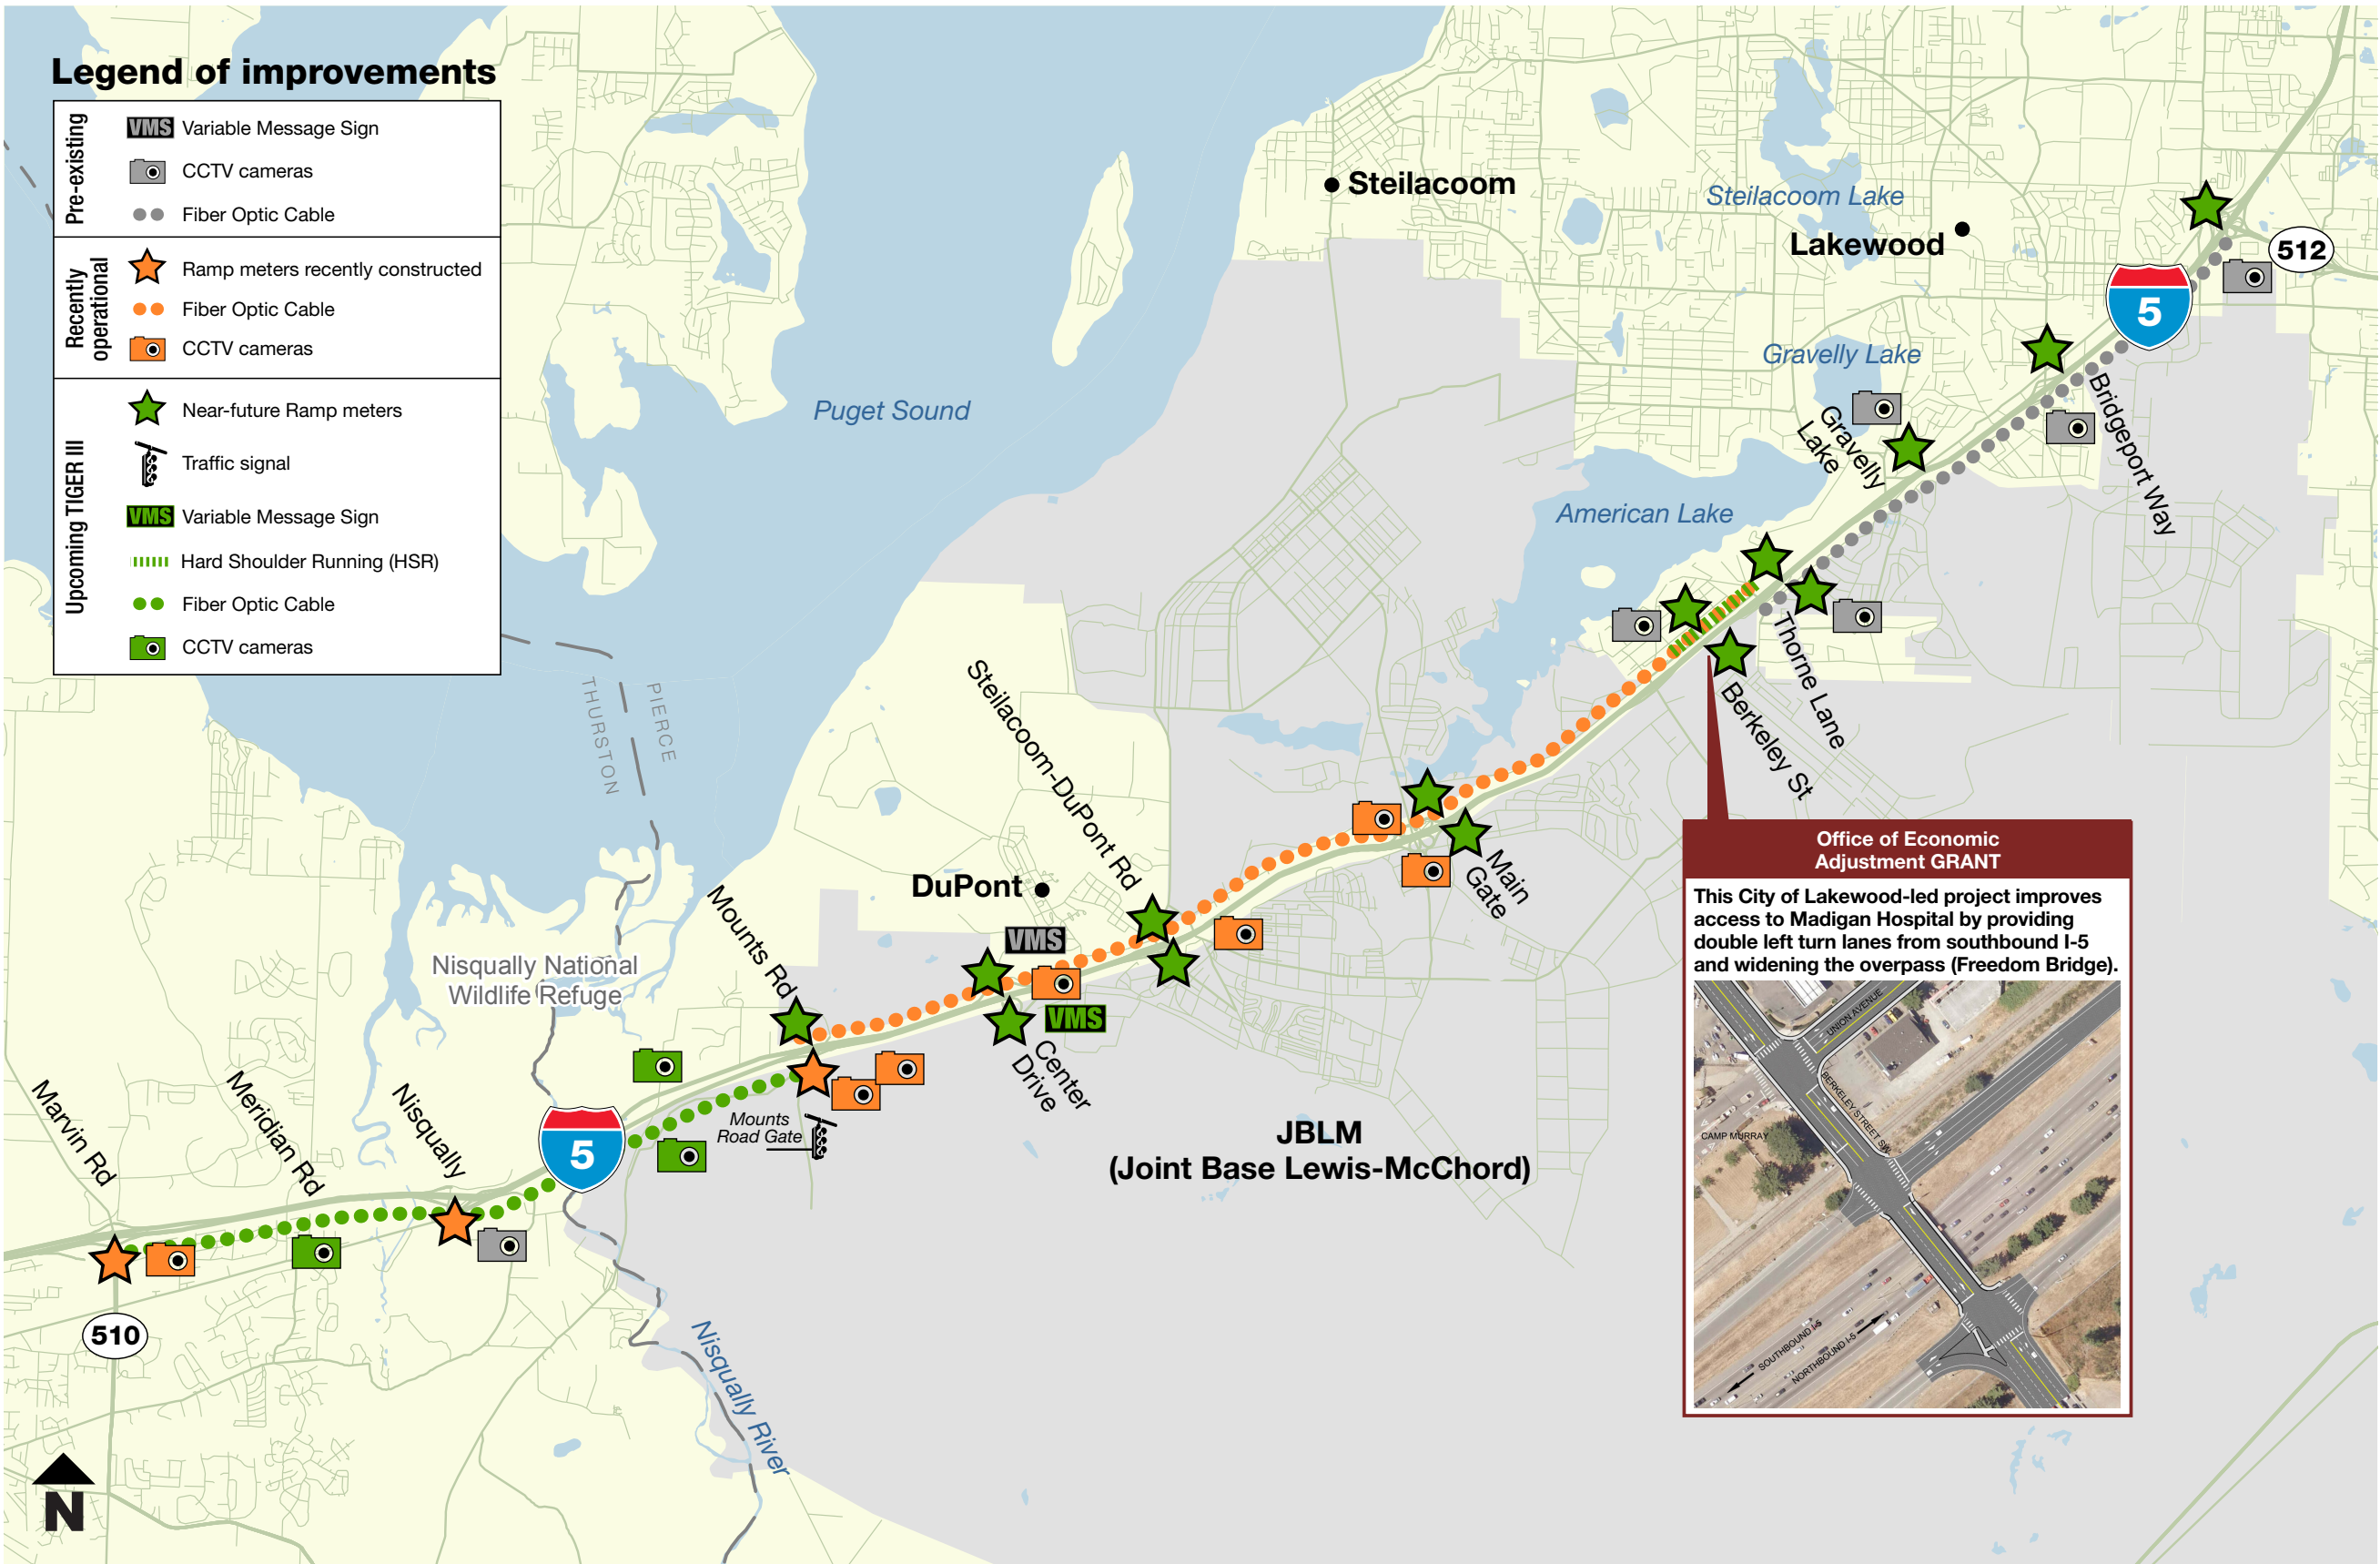 Legend of improvements
Pre-existing
VMS Variable Message Sign
CCTV cameras
Fiber Optic Cable
Recently
operational
Ramp meters recently constructed
Fiber Optic Cable
CCTV cameras
Upcoming TIGER III
Near-future Ramp meters
Traffic signal
VMS Variable Message Sign
Hard Shoulder Running (HSR)
Fiber Optic Cable
CCTV cameras
Steilacoom
Steilacoom Lake
Lakewood
512
5
Gravelly Lake
Puget Sound
Gravelly
Lake
Bridgeport Way
American Lake
Thorne Lane
Berkeley St
THURSTON
PIERCE
Steilacoom-DuPont Rd
Main
Gate
DuPont
VMS
Mounts Rd
Nisqually National
Wildlife Refuge
VMS
Center
Drive
Mounts
Road Gate
JBLM
(Joint Base Lewis-McChord)
Marvin Rd
Meridian Rd
Nisqually
5
510
Nisqually River
N
Office of Economic
Adjustment GRANT
This City of Lakewood-led project improves
access to Madigan Hospital by providing
double left turn lanes from southbound I-5
and widening the overpass (Freedom Bridge).
UNION AVENUE
BERKELEY STREET SW
CAMP MURRAY
SOUTHBOUND I-5
NORTHBOUND I-5